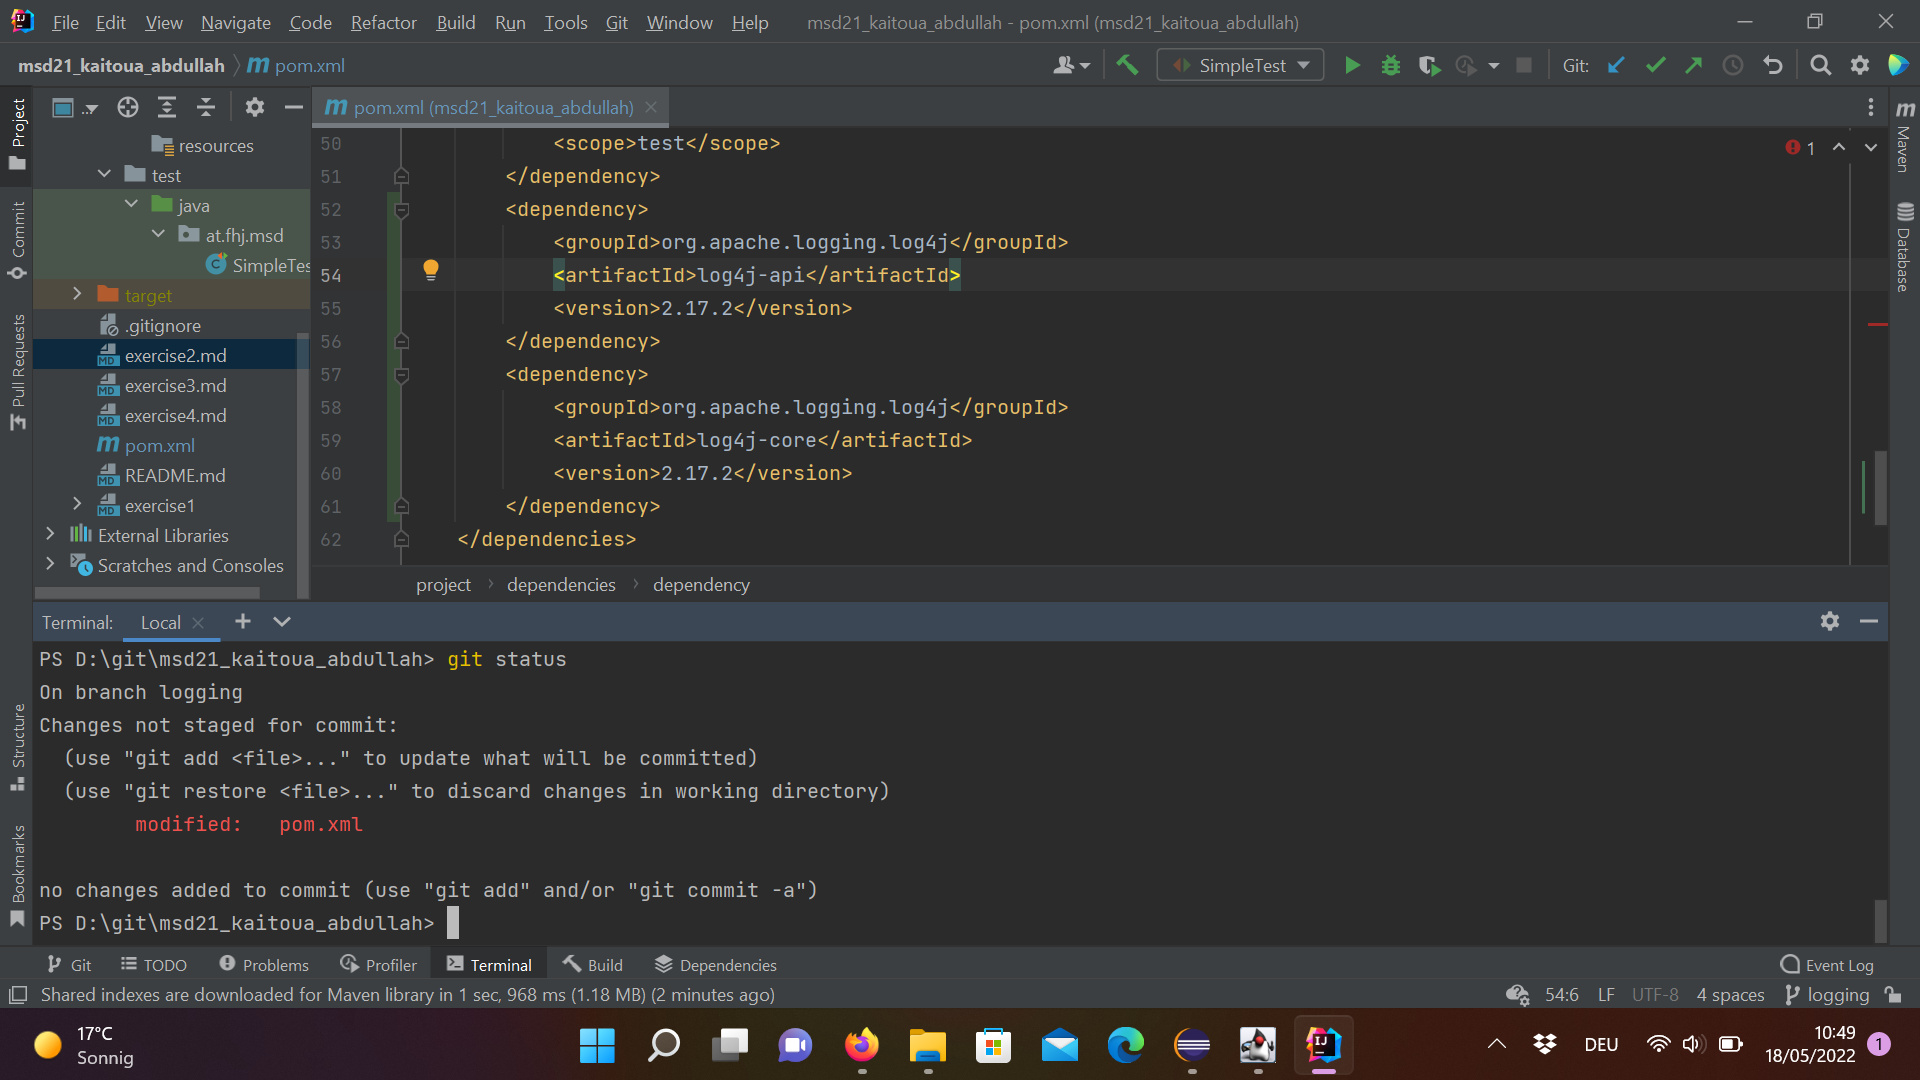 File Edit View Navigate Code Refactor Build Run Tools Git Window Help msd21_kaitoua_abdullah - pom.xml (msd21_kaitoua_abdullah)
msd21_kaitoua_abdullah m pom.xml SimpleTest Git:
Project
Commit
Pull Requests
Structure
Bookmarks
resources
test
java
at.fhj.msd
SimpleTes
target
.gitignore
exercise2.md
exercise3.md
exercise4.md
m pom.xml
README.md
exercise1
External Libraries
Scratches and Consoles
m pom.xml (msd21_kaitoua_abdullah)
1
50 <scope>test</scope>
51 </dependency>
52 <dependency>
53 <groupId>org.apache.logging.log4j</groupId>
54 <artifactId>log4j-api</artifactId>
55 <version>2.17.2</version>
56 </dependency>
57 <dependency>
58 <groupId>org.apache.logging.log4j</groupId>
59 <artifactId>log4j-core</artifactId>
60 <version>2.17.2</version>
61 </dependency>
62 </dependencies>
project dependencies dependency
m Maven
Database
Terminal: Local
PS D:\git\msd21_kaitoua_abdullah> git status
On branch logging
Changes not staged for commit:
(use "git add <file>..." to update what will be committed)
(use "git restore <file>..." to discard changes in working directory)
modified: pom.xml
no changes added to commit (use "git add" and/or "git commit -a")
PS D:\git\msd21_kaitoua_abdullah>
Git TODO Problems Profiler Terminal Build Dependencies Event Log
Shared indexes are downloaded for Maven library in 1 sec, 968 ms (1.18 MB) (2 minutes ago) 54:6 LF UTF-8 4 spaces logging
17°C
Sonnig
DEU
10:49
18/05/2022
1